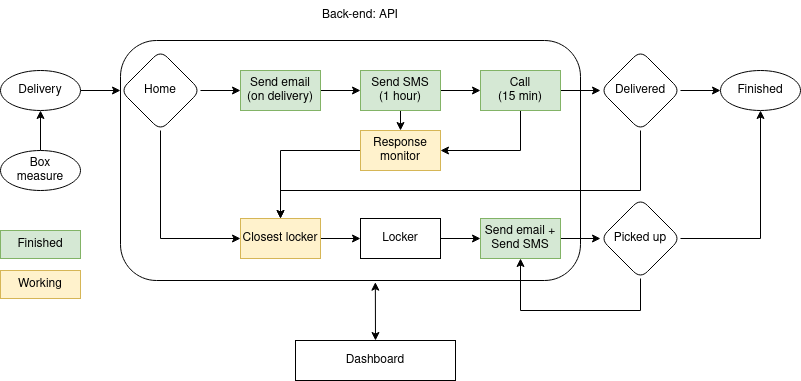 Back-end: API
Delivery
Home
Send email
(on delivery)
Send SMS
(1 hour)
Call
(15 min)
Delivered
Finished
Response
monitor
Box
measure
Closest locker
Locker
Send email +
Send SMS
Picked up
Finished
Working
Dashboard